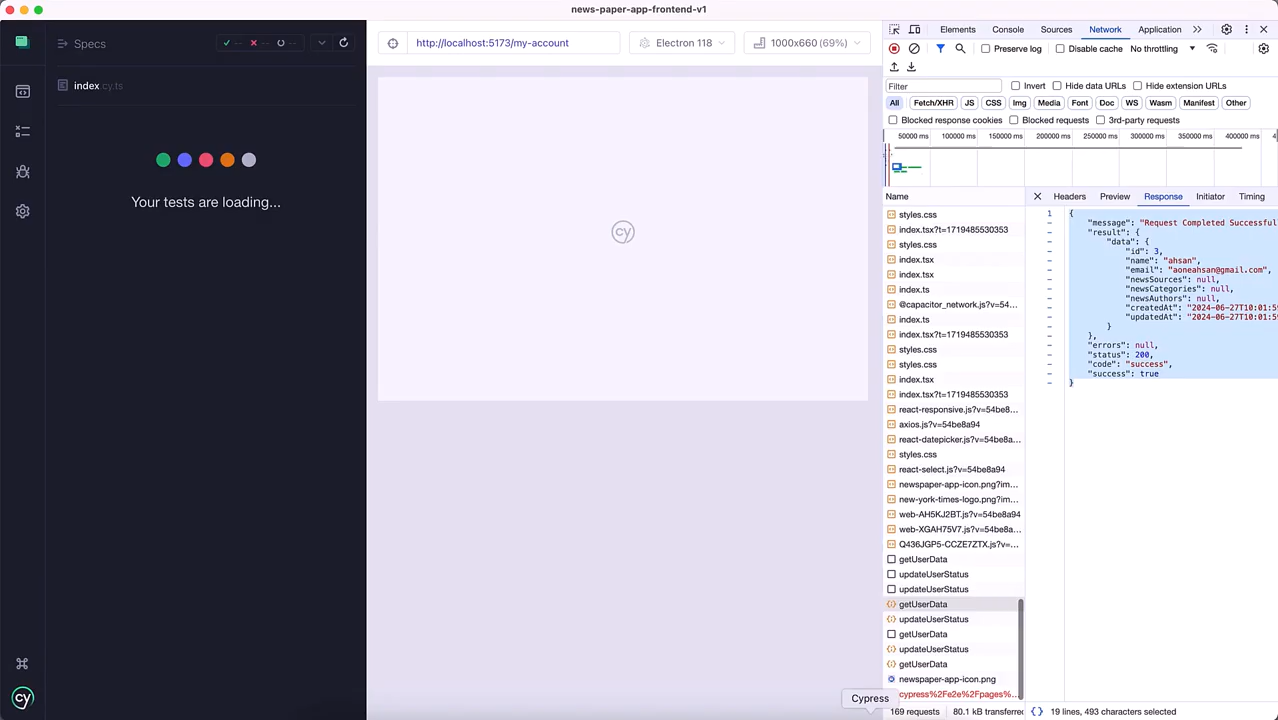 news-paper-app-frontend-v1
Specs
--
--
--
http://localhost:5173/my-account
Electron 118
1000x660 (69%)
index.cy.ts
Your tests are loading...
cy
cy
Elements
Console
Sources
Network
Application
Preserve log
Disable cache
No throttling
Filter
Invert
Hide data URLs
Hide extension URLs
All
Fetch/XHR
JS
CSS
Img
Media
Font
Doc
WS
Wasm
Manifest
Other
Blocked response cookies
Blocked requests
3rd-party requests
50000 ms
100000 ms
150000 ms
200000 ms
250000 ms
300000 ms
350000 ms
400000 ms
Name
Headers
Preview
Response
Initiator
Timing
styles.css
index.tsx?t=1719485530353
styles.css
index.tsx
index.tsx
index.ts
@capacitor_network.js?v=54...
index.ts
index.tsx?t=1719485530353
styles.css
styles.css
index.tsx
index.tsx?t=1719485530353
react-responsive.js?v=54be8...
axios.js?v=54be8a94
react-datepicker.js?v=54be8a...
styles.css
react-select.js?v=54be8a94
newspaper-app-icon.png?im...
new-york-times-logo.png?im...
web-AH5KJ2BT.js?v=54be8a94
web-XGAH75V7.js?v=54be8a...
Q436JGP5-CCZE7ZTX.js?v=...
getUserData
updateUserStatus
updateUserStatus
getUserData
updateUserStatus
getUserData
updateUserStatus
getUserData
newspaper-app-icon.png
cypress%2Fe2e%2Fpages%...
1
{
"message": "Request Completed Successful
"result": {
"data": {
"id": 3,
"name": "ahsan",
"email": "aoneahsan@gmail.com",
"newsSources": null,
"newsCategories": null,
"newsAuthors": null,
"createdAt": "2024-06-27T10:01:59
"updatedAt": "2024-06-27T10:01:59
}
},
"errors": null,
"status": 200,
"code": "success",
"success": true
}
Cypress
169 requests
80.1 kB transferre
{ }
19 lines, 493 characters selected